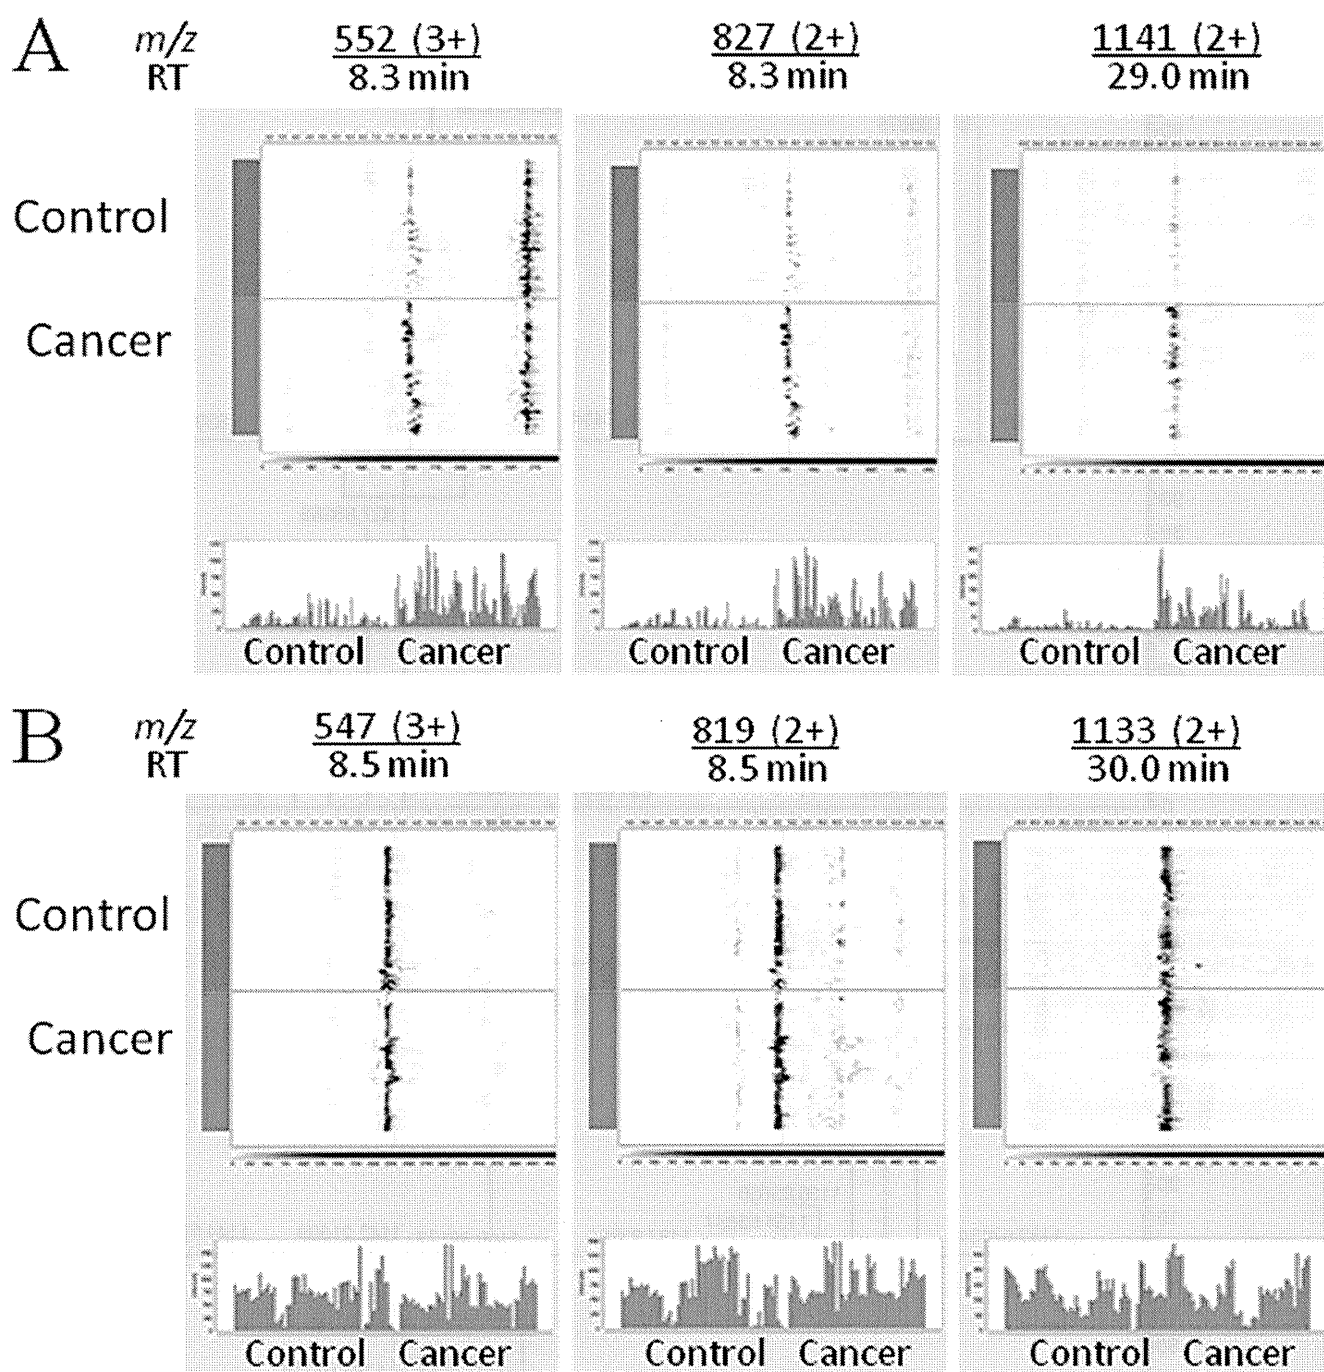 A
m/z 552 (3+) 827 (2+) 1141 (2+)
RT 8.3 min 8.3 min 29.0 min
Control
Cancer
Control Cancer Control Cancer Control Cancer
B
m/z 547 (3+) 819 (2+) 1133 (2+)
RT 8.5 min 8.5 min 30.0 min
Control
Cancer
Control Cancer Control Cancer Control Cancer